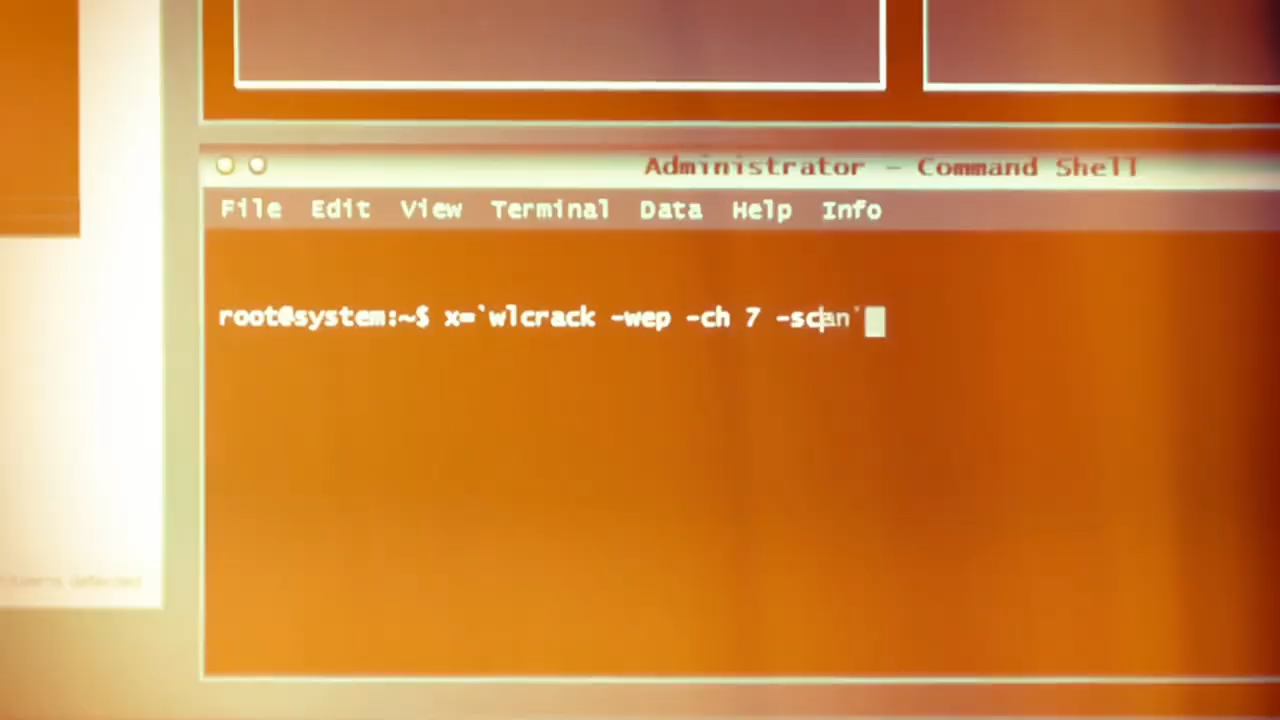 Administrator - Command Shell
File Edit View Terminal Data Help Info
root@system:~$ x=`wlcrack -wep -ch 7 -scan`